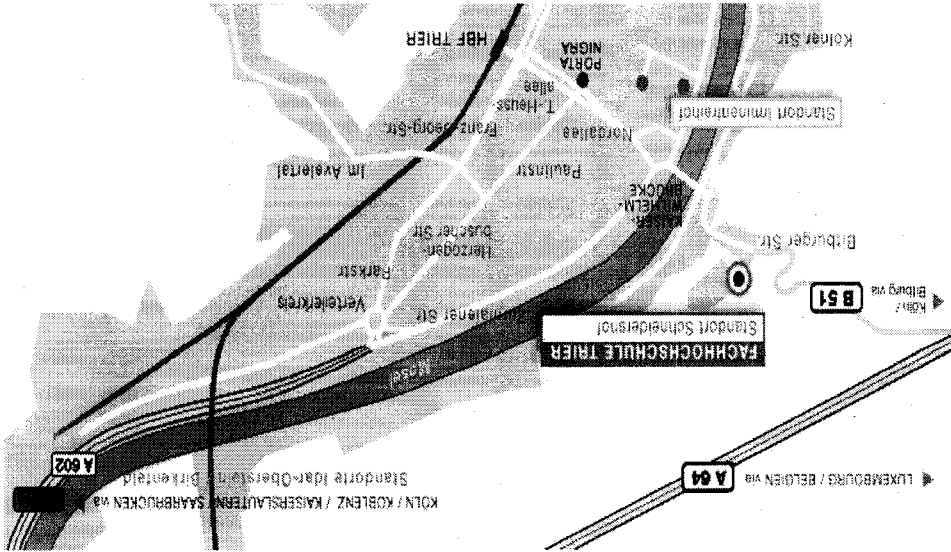 KÖLN / KOBLENZ / KAISERSLAUTERN / SAARBRÜCKEN via
LUXEMBOURG / BELGIEN via
A 64
Standorte Idar-Oberstein, Birkenfeld
A 602
Mosel
FACHHOCHSCHULE TRIER
Standort Schneidershof
Köln /
Bitburg via
B 51
Zurmaiener Str
Verteilerkreis
Parkstr
Herzogen-
buscher Str
Bitburger Str.
KAISER-
WILHELM-
BRÜCKE
Paulinstr
Im Avelertal
Nordallee
Franz-Georg-Str.
T.-Heuss-
allee
Standort Irminenfreihof
PORTA
NIGRA
Kölner Str.
HBF TRIER